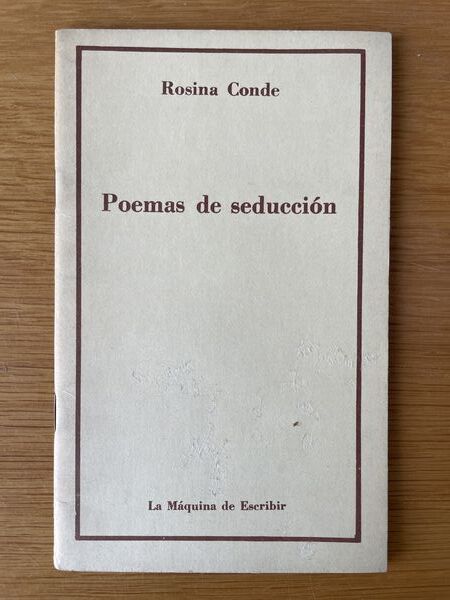 Rosina Conde
Poemas de seducción
La Máquina de Escribir